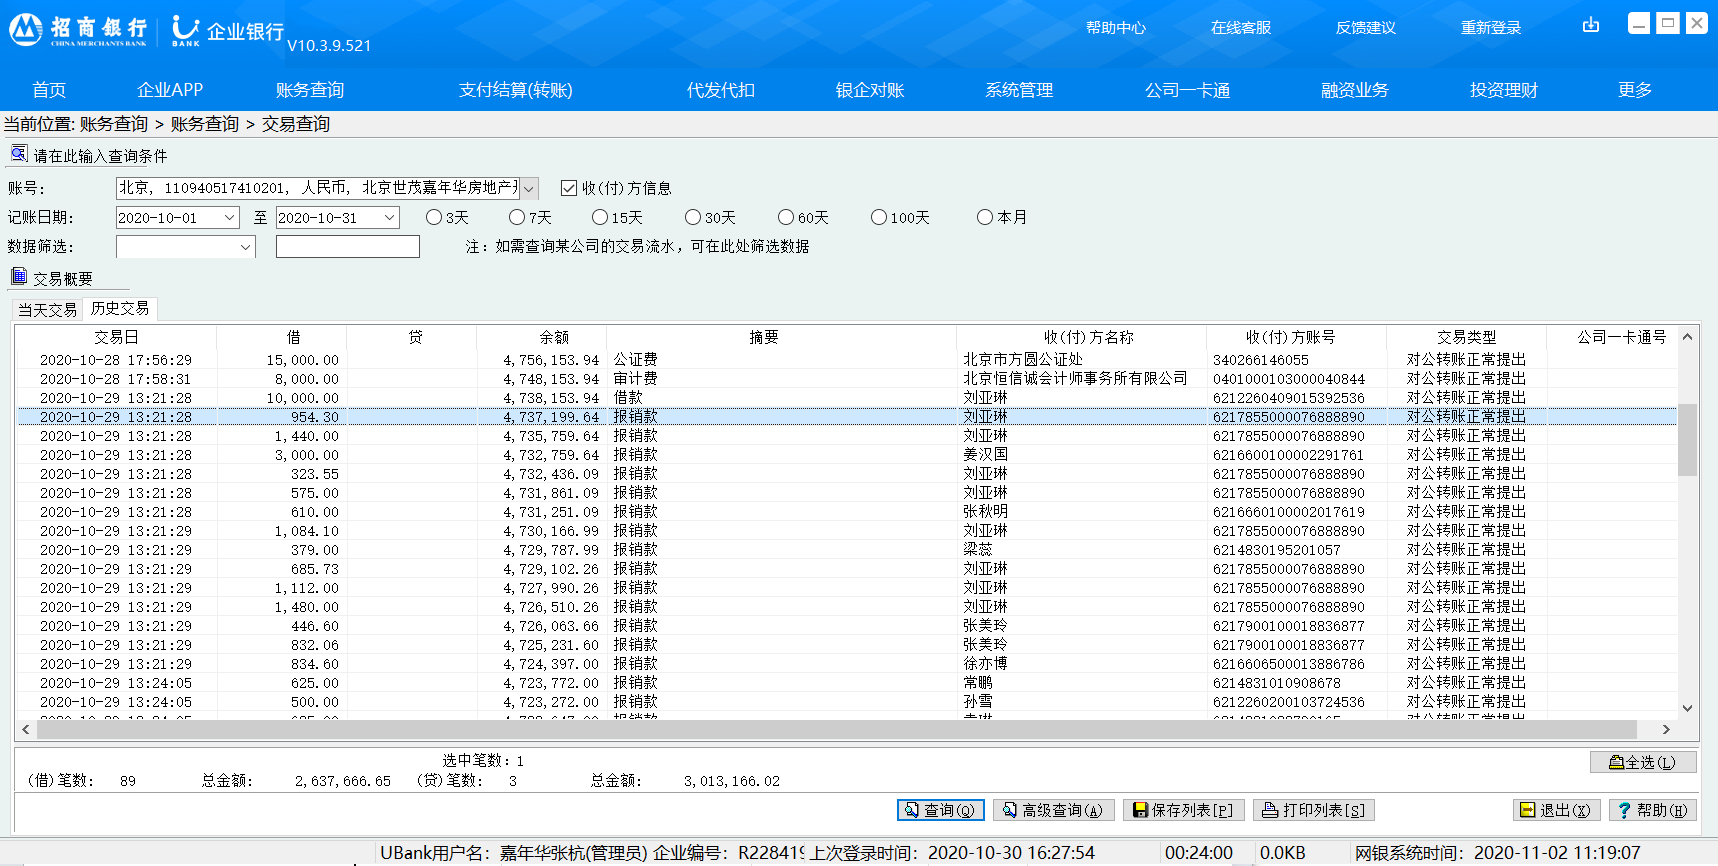 招商银行 CHINA MERCHANTS BANK U BANK 企业银行 V10.3.9.521 帮助中心 在线客服 反馈建议 重新登录
首页 企业APP 账务查询 支付结算(转账) 代发代扣 银企对账 系统管理 公司一卡通 融资业务 投资理财 更多
当前位置: 账务查询 > 账务查询 > 交易查询
请在此输入查询条件
账号: 北京, 110940517410201, 人民币, 北京世茂嘉年华房地产 收(付)方信息
记账日期: 2020-10-01 至 2020-10-31 3天 7天 15天 30天 60天 100天 本月
数据筛选: 注: 如需查询某公司的交易流水, 可在此处筛选数据
交易概要
当天交易 历史交易
交易日 借 贷 余额 摘要 收(付)方名称 收(付)方账号 交易类型 公司一卡通号
2020-10-28 17:56:29 15,000.00 4,756,153.94 公证费 北京市方圆公证处 340266146055 对公转账正常提出
2020-10-28 17:58:31 8,000.00 4,748,153.94 审计费 北京恒信诚会计师事务所有限公司 0401000103000040844 对公转账正常提出
2020-10-29 13:21:28 10,000.00 4,738,153.94 借款 刘亚琳 6212260409015392536 对公转账正常提出
2020-10-29 13:21:28 954.30 4,737,199.64 报销款 刘亚琳 6217855000076888890 对公转账正常提出
2020-10-29 13:21:28 1,440.00 4,735,759.64 报销款 刘亚琳 6217855000076888890 对公转账正常提出
2020-10-29 13:21:28 3,000.00 4,732,759.64 报销款 姜汉国 6216600100002291761 对公转账正常提出
2020-10-29 13:21:28 323.55 4,732,436.09 报销款 刘亚琳 6217855000076888890 对公转账正常提出
2020-10-29 13:21:28 575.00 4,731,861.09 报销款 刘亚琳 6217855000076888890 对公转账正常提出
2020-10-29 13:21:28 610.00 4,731,251.09 报销款 张秋明 6216660100002017619 对公转账正常提出
2020-10-29 13:21:29 1,084.10 4,730,166.99 报销款 刘亚琳 6217855000076888890 对公转账正常提出
2020-10-29 13:21:29 379.00 4,729,787.99 报销款 梁蕊 6214830195201057 对公转账正常提出
2020-10-29 13:21:29 685.73 4,729,102.26 报销款 刘亚琳 6217855000076888890 对公转账正常提出
2020-10-29 13:21:29 1,112.00 4,727,990.26 报销款 刘亚琳 6217855000076888890 对公转账正常提出
2020-10-29 13:21:29 1,480.00 4,726,510.26 报销款 刘亚琳 6217855000076888890 对公转账正常提出
2020-10-29 13:21:29 446.60 4,726,063.66 报销款 张美玲 6217900100018836877 对公转账正常提出
2020-10-29 13:21:29 832.06 4,725,231.60 报销款 张美玲 6217900100018836877 对公转账正常提出
2020-10-29 13:21:29 834.60 4,724,397.00 报销款 徐亦博 6216606500013886786 对公转账正常提出
2020-10-29 13:24:05 625.00 4,723,772.00 报销款 常鹏 6214831010908678 对公转账正常提出
2020-10-29 13:24:05 500.00 4,723,272.00 报销款 孙雪 6212260200103724536 对公转账正常提出
选中笔数: 1 全选(L)
(借)笔数: 89 总金额: 2,637,666.65 (贷)笔数: 3 总金额: 3,013,166.02
查询(Q) 高级查询(A) 保存列表[P] 打印列表[S] 退出(X) 帮助(H)
UBank用户名: 嘉年华张杭(管理员) 企业编号: R228419 上次登录时间: 2020-10-30 16:27:54 00:24:00 0.0KB 网银系统时间: 2020-11-02 11:19:07